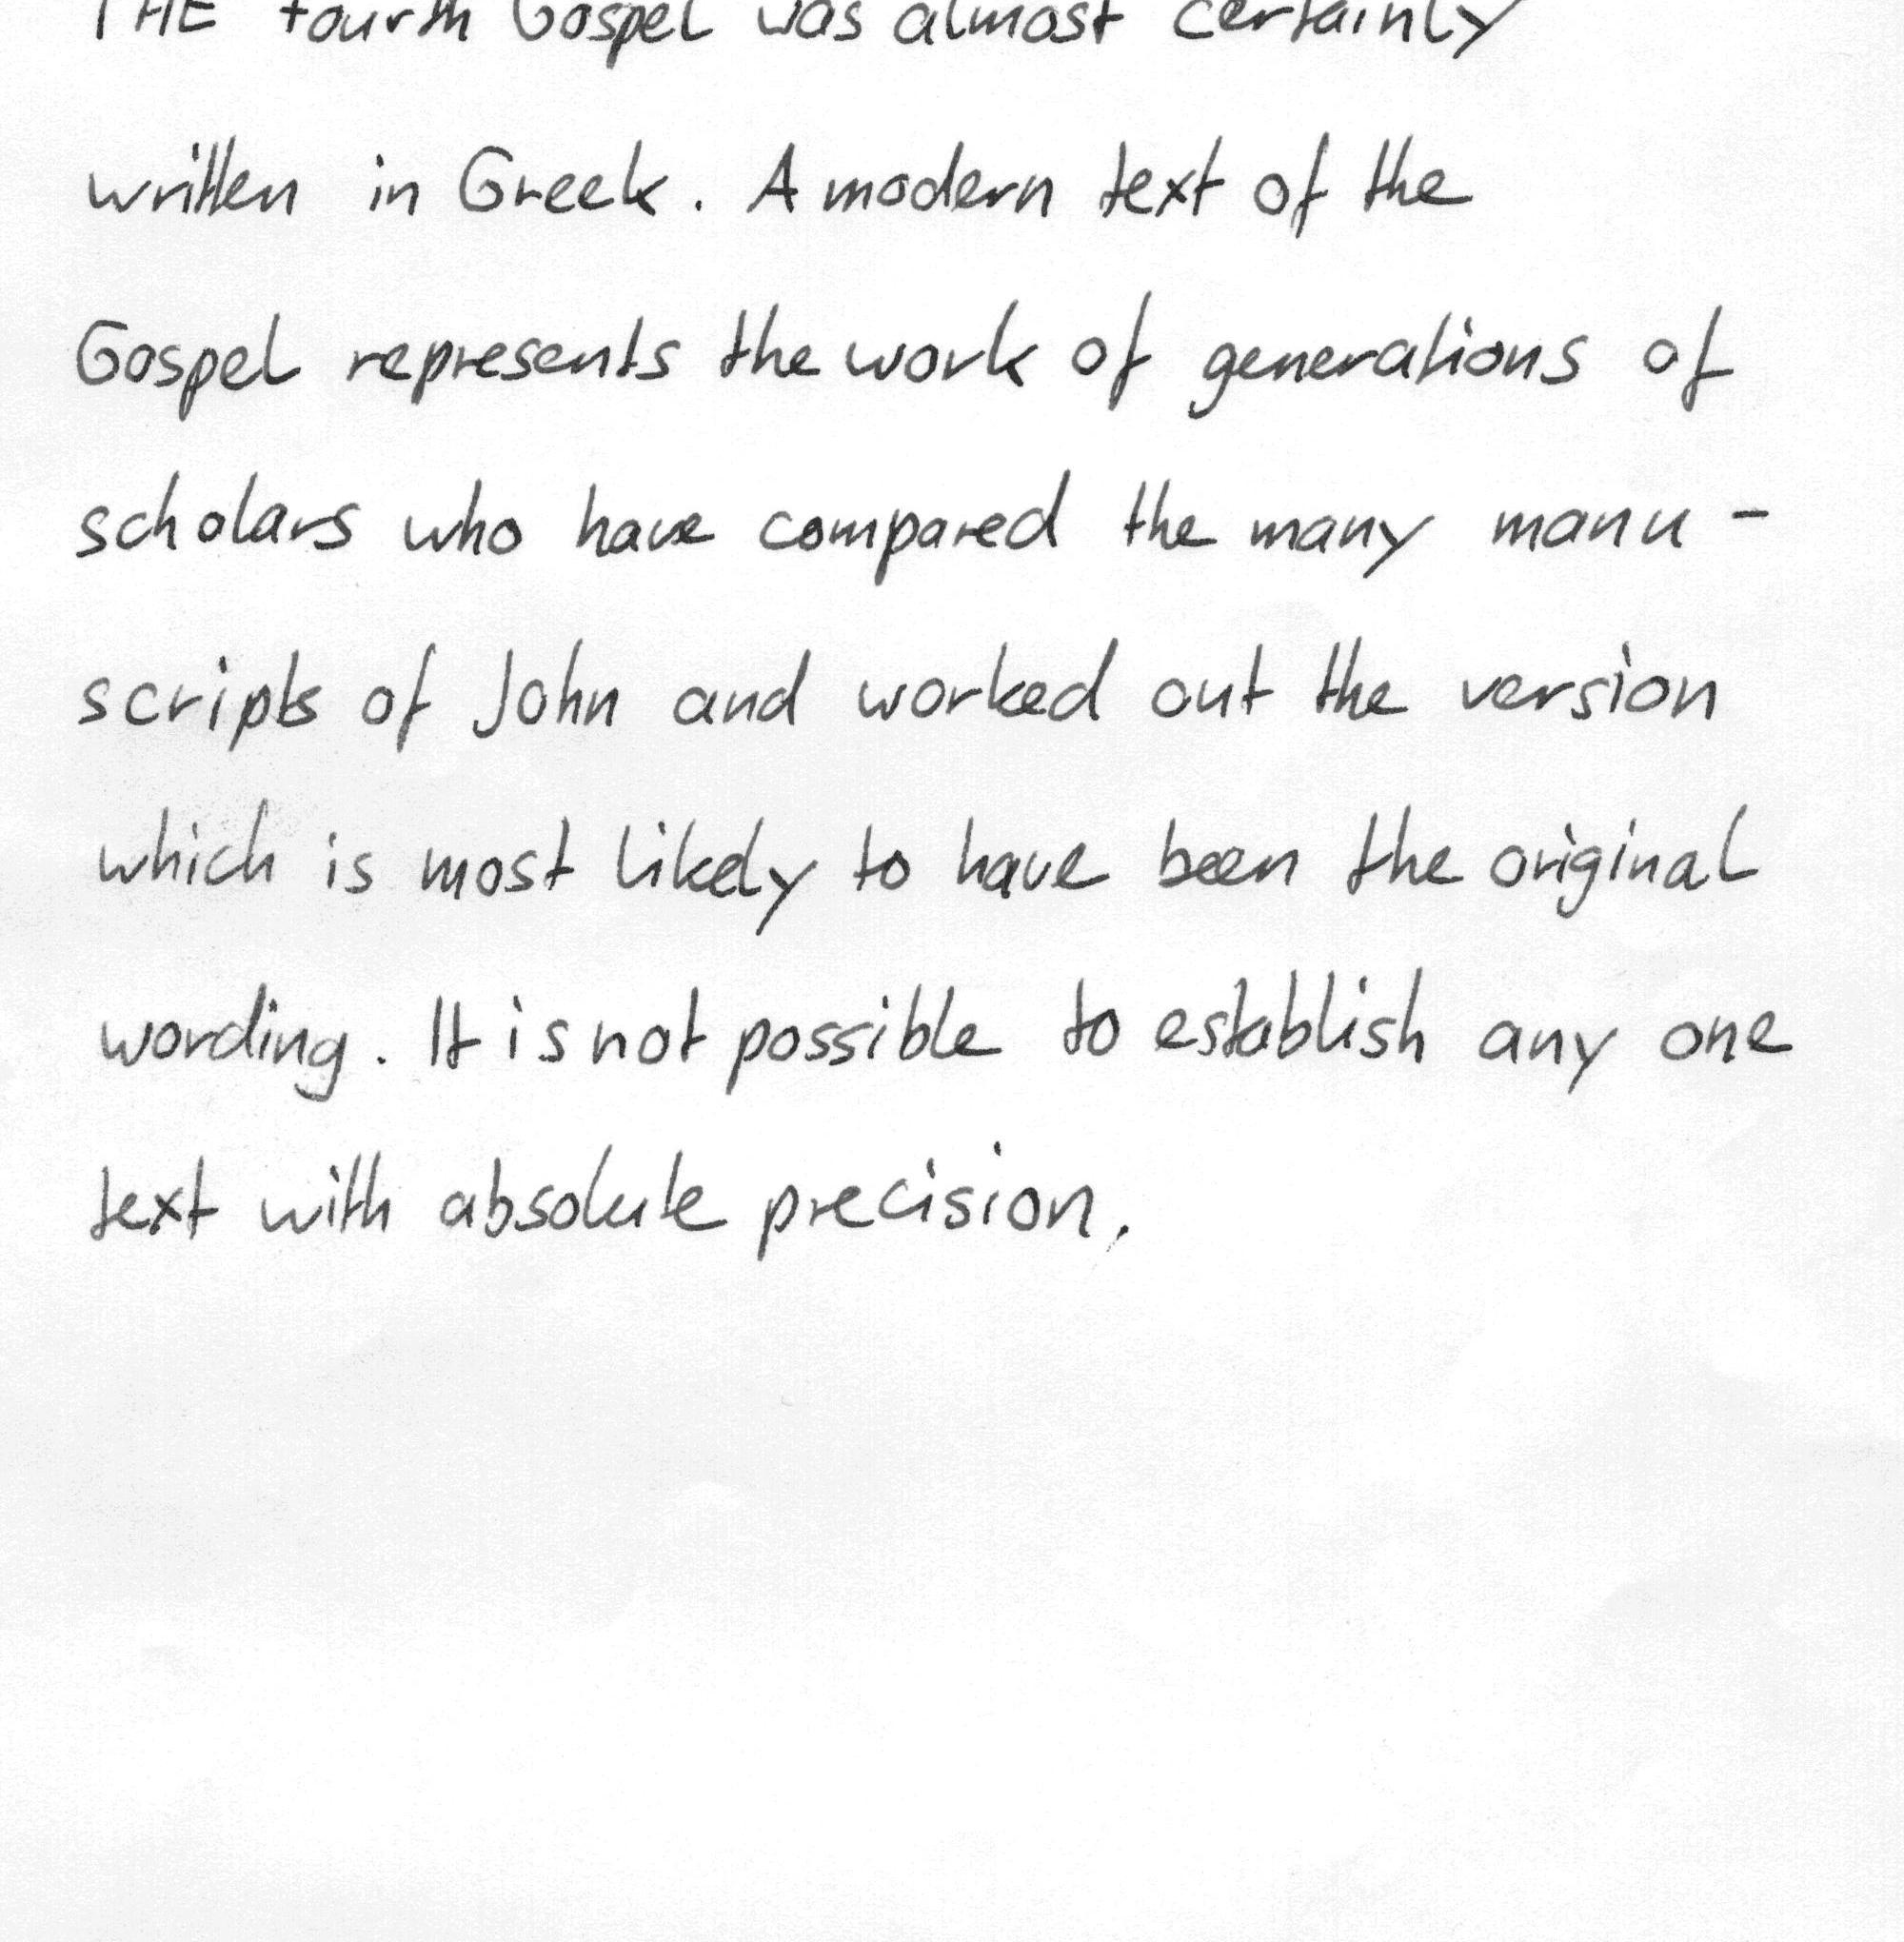 THE fourth Gospel was almost certainly
written in Greek. A modern text of the
Gospel represents the work of generations of
scholars who have compared the many manu-
scripts of John and worked out the version
which is most likely to have been the original
wording. It is not possible to establish any one
text with absolute precision.